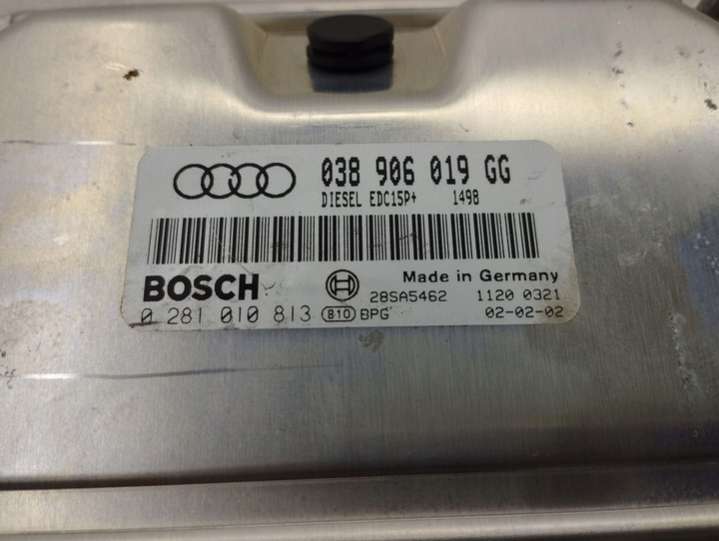 038 906 019 GG
DIESEL EDC15P+ 1498
BOSCH Made in Germany
28SA5462 1120 0321
0 281 010 813 810 BPG 02-02-02